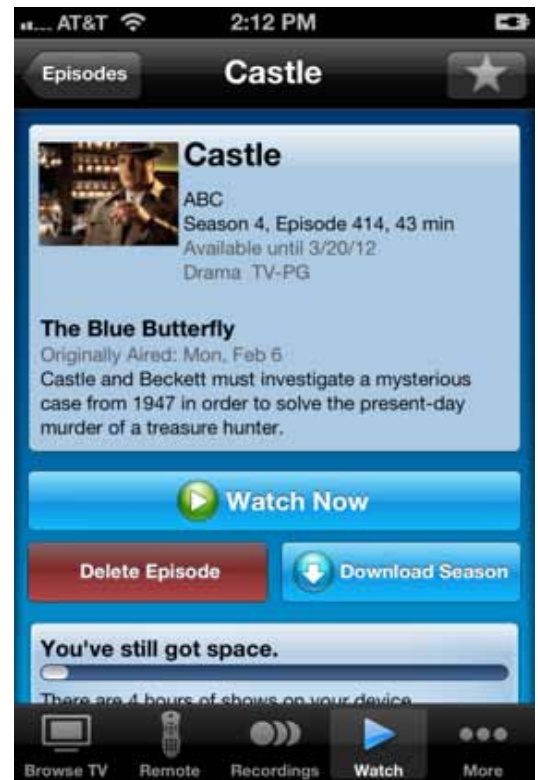 AT&T 2:12 PM
Episodes Castle
Castle
ABC
Season 4, Episode 414, 43 min
Available until 3/20/12
Drama TV-PG
The Blue Butterfly
Originally Aired: Mon, Feb 6
Castle and Beckett must investigate a mysterious
case from 1947 in order to solve the present-day
murder of a treasure hunter.
Watch Now
Delete Episode Download Season
You've still got space.
There are 4 hours of shows on your device
Browse TV Remote Recordings Watch More